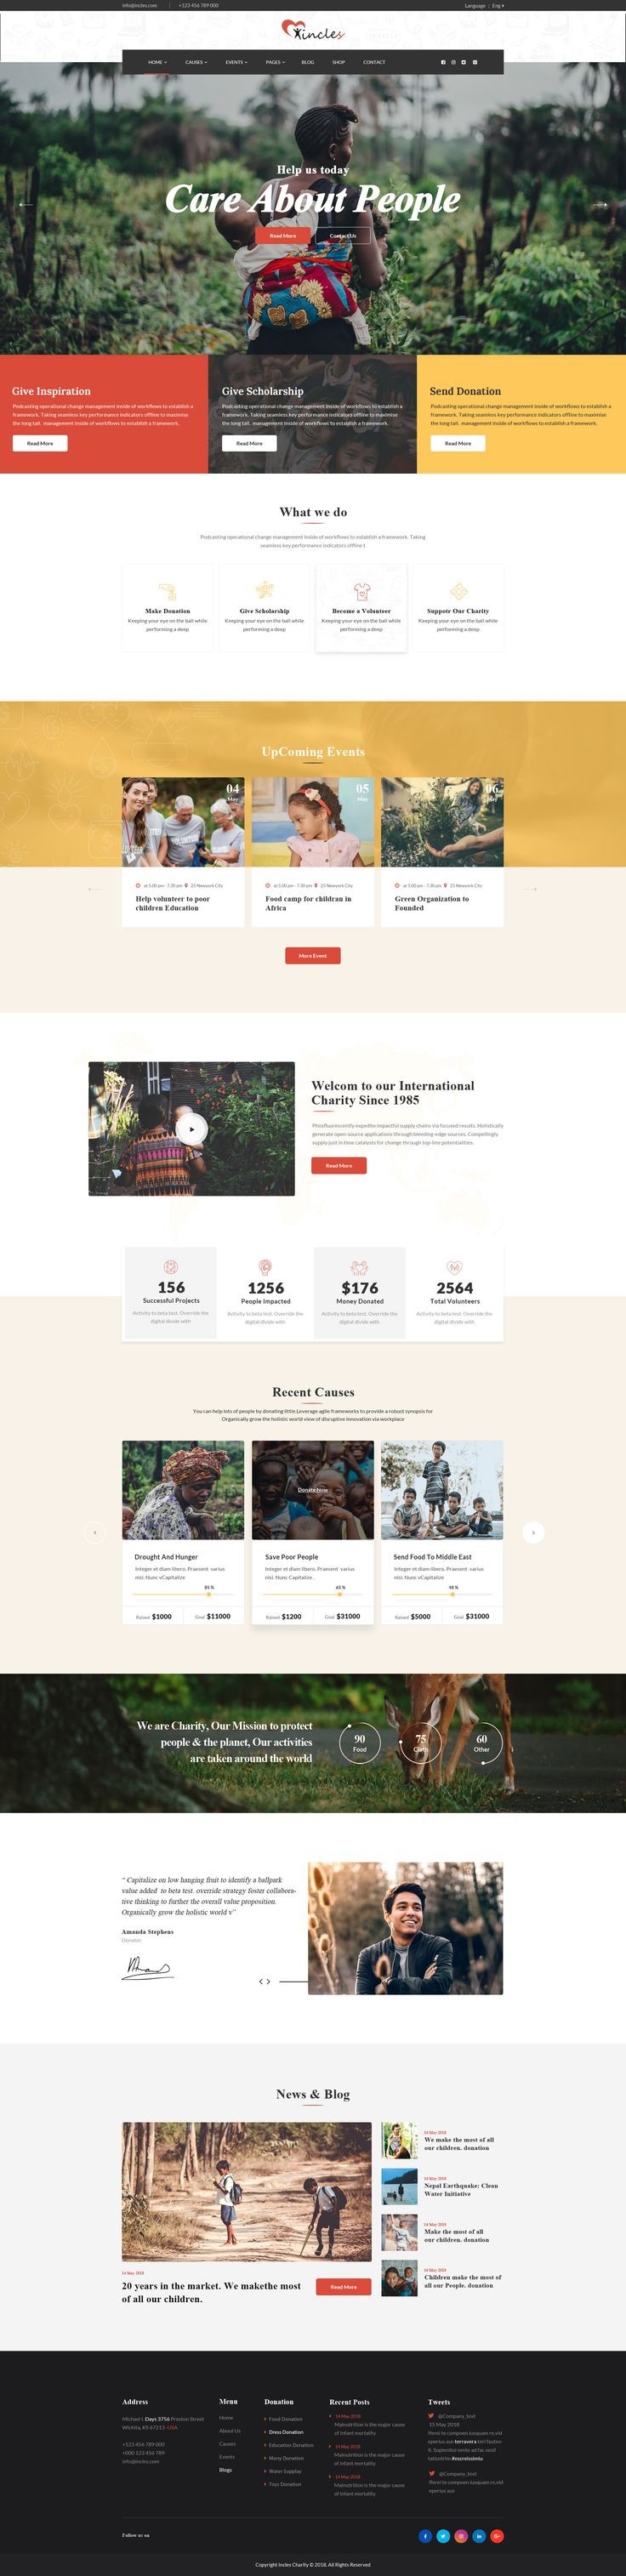 info@incles.com | +123 456 789 000
Language | Eng
incles
HOME CAUSES EVENTS PAGES BLOG SHOP CONTACT
Help us today
Care About People
Read More Contact Us
Give Inspiration
Podcasting operational change management inside of workflows to establish a
framework. Taking seamless key performance indicators offline to maximise
the long tail. management inside of workflows to establish a framework.
Read More
Give Scholarship
Podcasting operational change management inside of workflows to establish a
framework. Taking seamless key performance indicators offline to maximise
the long tail. management inside of workflows to establish a framework.
Read More
Send Donation
Podcasting operational change management inside of workflows to establish a
framework. Taking seamless key performance indicators offline to maximise
the long tail. management inside of workflows to establish a framework.
Read More
What we do
Podcasting operational change management inside of workflows to establish a framework. Taking
seamless key performance indicators offline t
Make Donation
Keeping your eye on the ball while
performing a deep
Give Scholarship
Keeping your eye on the ball while
performing a deep
Become a Volunteer
Keeping your eye on the ball while
performing a deep
Suppotr Our Charity
Keeping your eye on the ball while
performing a deep
UpComing Events
04
May
at 5.00 pm - 7.30 pm 25 Newyork City
Help volunteer to poor
children Education
05
May
at 5.00 pm - 7.30 pm 25 Newyork City
Food camp for childran in
Africa
06
May
at 5.00 pm - 7.30 pm 25 Newyork City
Green Organization to
Founded
More Event
Welcom to our International
Charity Since 1985
Phosfluorescently expedite impactful supply chains via focused results. Holistically
generate open-source applications through bleeding-edge sources. Compellingly
supply just in time catalysts for change through top-line potentialities.
Read More
156
Successful Projects
Activity to beta test. Override the
digital divide with
1256
People Impacted
Activity to beta test. Override the
digital divide with
$176
Money Donated
Activity to beta test. Override the
digital divide with
2564
Total Volunteers
Activity to beta test. Override the
digital divide with
Recent Causes
You can help lots of people by donating little.Leverage agile frameworks to provide a robust synopsis for
Organically grow the holistic world view of disruptive innovation via workplace
Drought And Hunger
Integer et diam libero. Praesent varius
nisi. Nunc vCapitalize
85 %
Raised $1000 Goal $11000
Donate Now
Save Poor People
Integer et diam libero. Praesent varius
nisi. Nunc Capitalize.
65 %
Raised $1200 Goal $31000
Send Food To Middle East
Integer et diam libero. Praesent varius
nisi. Nunc vCapitalize
48 %
Raised $5000 Goal $31000
We are Charity, Our Mission to protect
people & the planet, Our activities
are taken around the world
90
Food
75
Cloth
60
Other
" Capitalize on low hanging fruit to identify a ballpark
value added to beta test. override strategy foster collabora-
tive thinking to further the overall value proposition.
Organically grow the holistic world v"
Amanda Stephens
Donator
News & Blog
14 May 2018
20 years in the market. We makethe most
of all our children.
Read More
14 May 2018
We make the most of all
our children. donation
14 May 2018
Nepal Earthquake; Clean
Water Initiative
14 May 2018
Make the most of all
our children. donation
14 May 2018
Children make the most of
all our People. donation
Address
Michael I. Days 3756 Preston Street
Wichita, KS 67213 -USA
+123 456 789 000
+000 123 456 789
info@incles.com
Menu
Home
About Us
Causes
Events
Blogs
Donation
Food Donation
Dress Donation
Education Donation
Mony Donation
Water Supplay
Toys Donation
Recent Posts
14 May 2018
Malnutrition is the major cause
of infant mortality
14 May 2018
Malnutrition is the major cause
of infant mortality
14 May 2018
Malnutrition is the major cause
of infant mortality
Tweets
@Company_text
15 May 2018
@Company_text
Follow us on
Copyright Incles Charity © 2018. All Rights Reserved